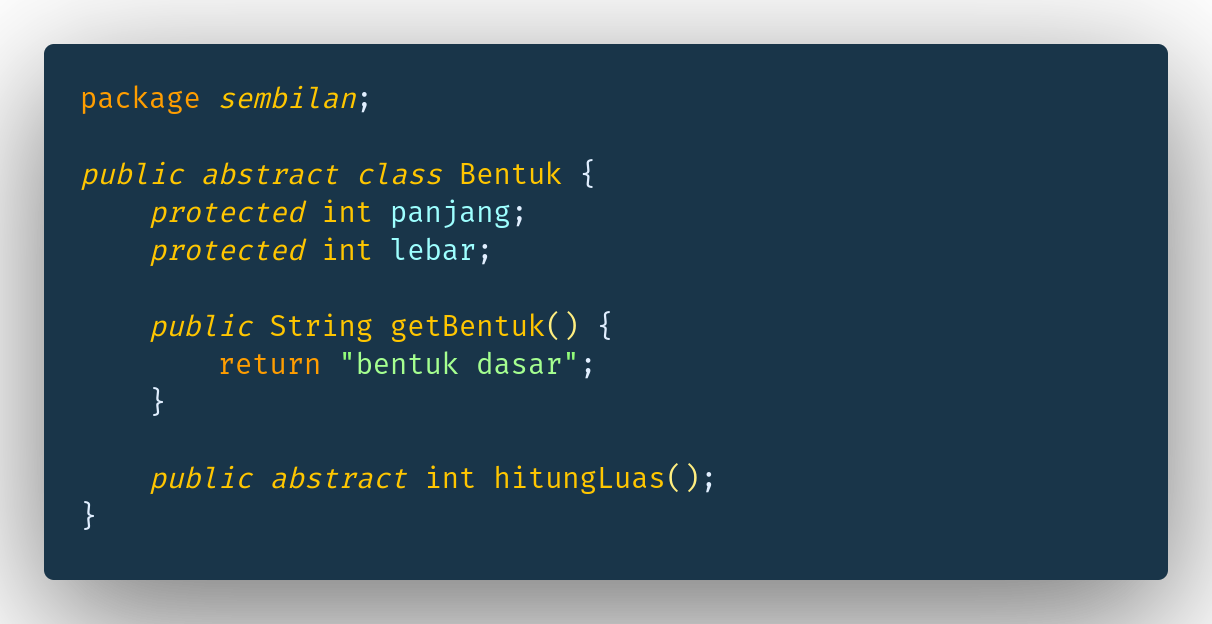 package sembilan;
public abstract class Bentuk {
    protected int panjang;
    protected int lebar;
    public String getBentuk() {
        return "bentuk dasar";
    }
    public abstract int hitungLuas();
}